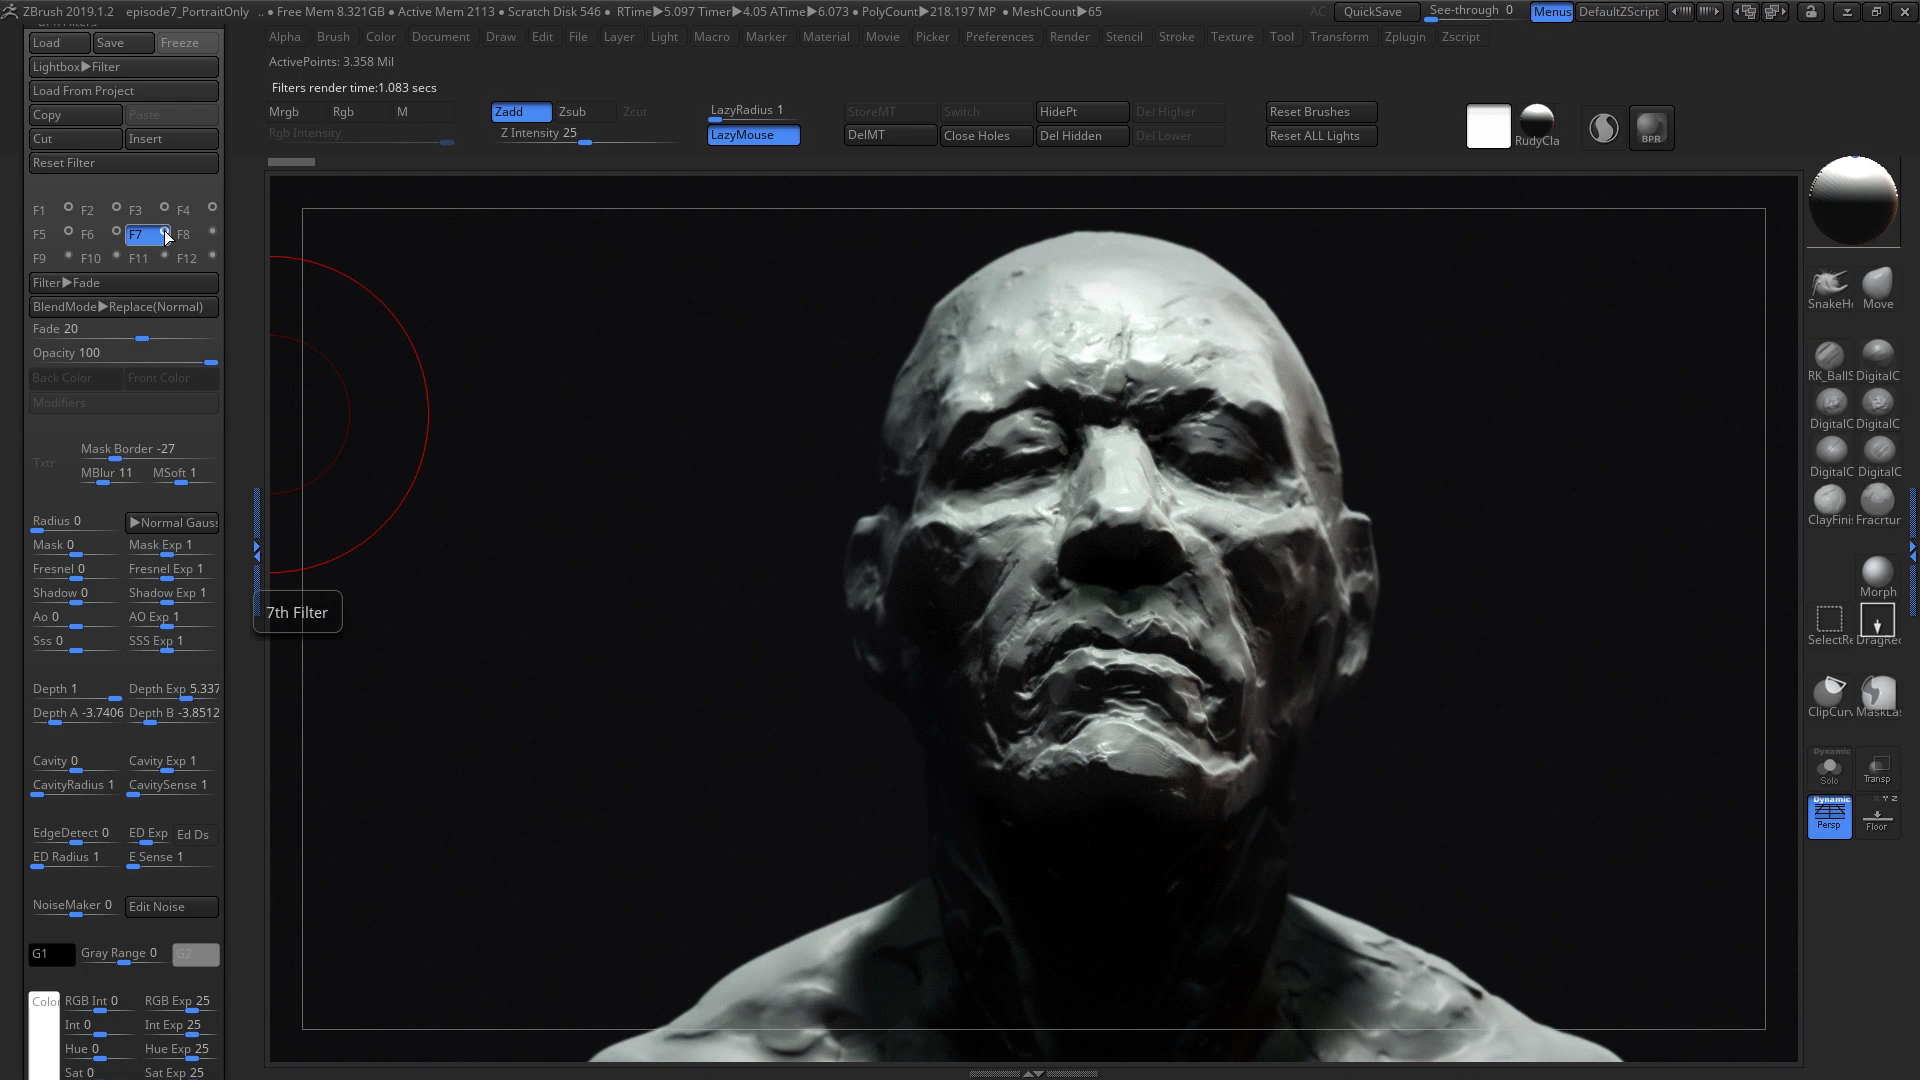 ZBrush 2019.1.2 episode7_PortraitOnly .. • Free Mem 8.321GB • Active Mem 2113 • Scratch Disk 546 • RTime▶5.097 Timer▶4.05 ATime▶6.073 • PolyCount▶218.197 MP • MeshCount▶65 AC QuickSave See-through 0 Menus DefaultZScript
Load Save Freeze
Alpha Brush Color Document Draw Edit File Layer Light Macro Marker Material Movie Picker Preferences Render Stencil Stroke Texture Tool Transform Zplugin Zscript
Lightbox▶Filter
ActivePoints: 3.358 Mil
Load From Project
Filters render time:1.083 secs
Copy Paste
Mrgb Rgb M Zadd Zsub Zcut LazyRadius 1 StoreMT Switch HidePt Del Higher Reset Brushes
Cut Insert
Rgb Intensity Z Intensity 25 LazyMouse DelMT Close Holes Del Hidden Del Lower Reset ALL Lights RudyCla BPR
Reset Filter
F1 F2 F3 F4
F5 F6 F7 F8
F9 F10 F11 F12
Filter▶Fade
BlendMode▶Replace(Normal)
Fade 20
Opacity 100
Back Color Front Color
Modifiers
Txtr Mask Border -27
MBlur 11 MSoft 1
Radius 0 ▶Normal Gaus
Mask 0 Mask Exp 1
Fresnel 0 Fresnel Exp 1
Shadow 0 Shadow Exp 1
Ao 0 AO Exp 1
Sss 0 SSS Exp 1
7th Filter
Depth 1 Depth Exp 5.337
Depth A -3.7406 Depth B -3.8512
Cavity 0 Cavity Exp 1
CavityRadius 1 CavitySense 1
EdgeDetect 0 ED Exp Ed Ds
ED Radius 1 E Sense 1
NoiseMaker 0 Edit Noise
G1 Gray Range 0 G2
Color RGB Int 0 RGB Exp 25
Int 0 Int Exp 25
Hue 0 Hue Exp 25
Sat 0 Sat Exp 25
SnakeH Move
RK_BallS DigitalC
DigitalC DigitalC
DigitalC DigitalC
ClayFini Fracrtur
Morph
SelectRe DragRec
ClipCur MaskLa
Dynamic
Solo Transp
Dynamic
Persp Floor